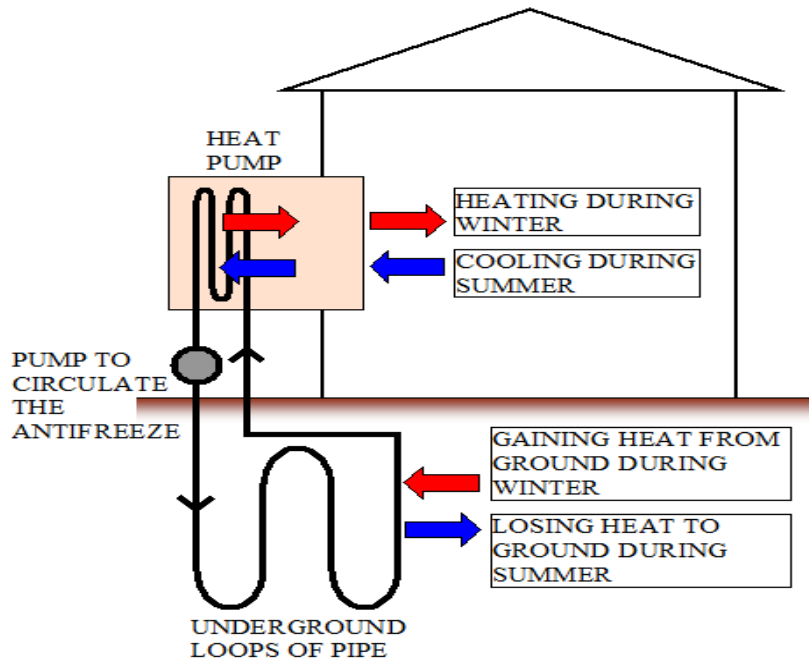 HEAT
PUMP
HEATING DURING
WINTER
COOLING DURING
SUMMER
PUMP TO
CIRCULATE
THE
ANTIFREEZE
GAINING HEAT FROM
GROUND DURING
WINTER
LOSING HEAT TO
GROUND DURING
SUMMER
UNDERGROUND
LOOPS OF PIPE